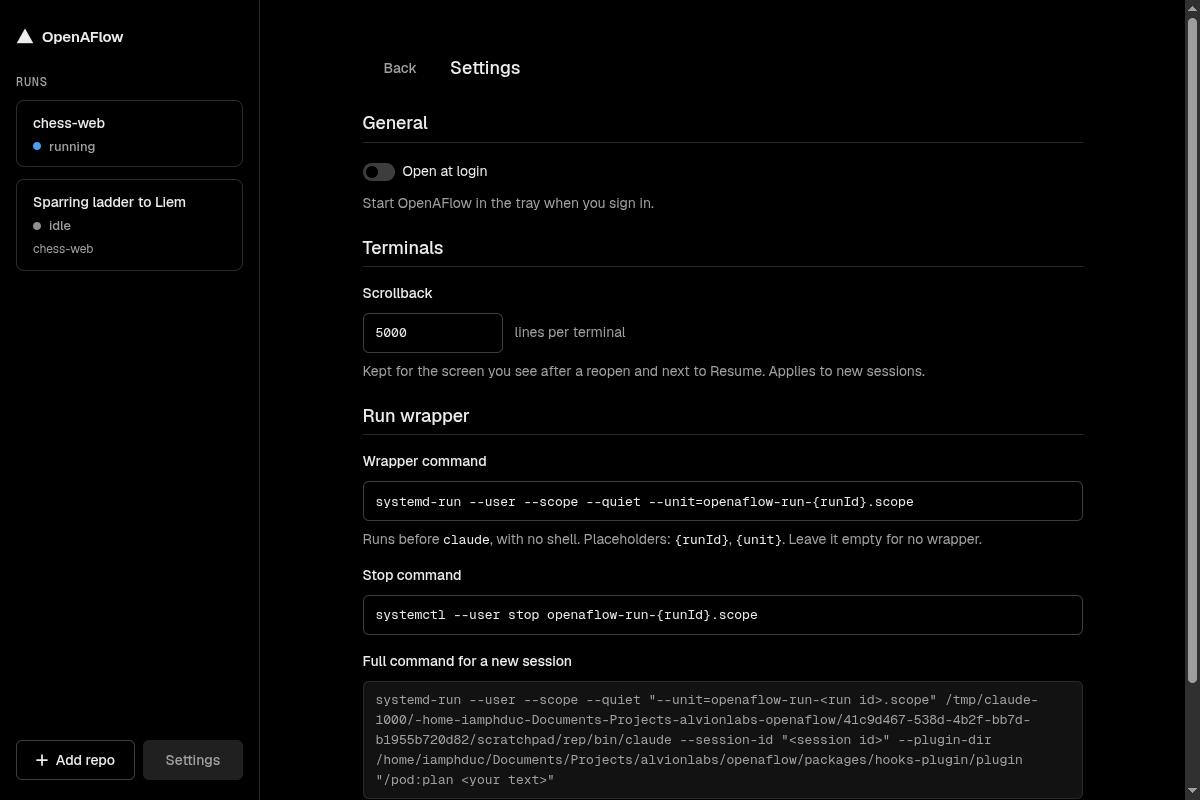 OpenAFlow
RUNS
chess-web
running
Sparring ladder to Liem
idle
chess-web
Add repo
Settings
Back
Settings
General
Open at login
Start OpenAFlow in the tray when you sign in.
Terminals
Scrollback
5000 lines per terminal
Kept for the screen you see after a reopen and next to Resume. Applies to new sessions.
Run wrapper
Wrapper command
systemd-run --user --scope --quiet --unit=openaflow-run-{runId}.scope
Runs before claude, with no shell. Placeholders: {runId}, {unit}. Leave it empty for no wrapper.
Stop command
systemctl --user stop openaflow-run-{runId}.scope
Full command for a new session
systemd-run --user --scope --quiet "--unit=openaflow-run-<run id>.scope" /tmp/claude-
1000/-home-iamphduc-Documents-Projects-alvionlabs-openaflow/41c9d467-538d-4b2f-bb7d-
b1955b720d82/scratchpad/rep/bin/claude --session-id "<session id>" --plugin-dir
/home/iamphduc/Documents/Projects/alvionlabs/openaflow/packages/hooks-plugin/plugin
"/pod:plan <your text>"